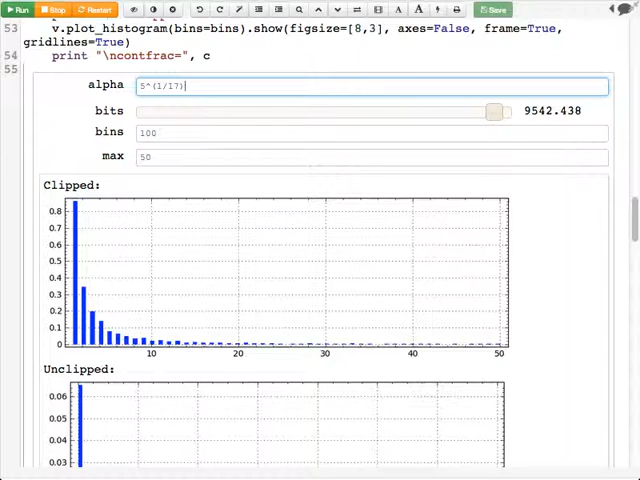 Run Stop Restart Save
53 v.plot_histogram(bins=bins).show(figsize=[8,3], axes=False, frame=True,
gridlines=True)
54 print "\ncontfrac=", c
55
alpha 5^(1/17)
bits 9542.438
bins 100
max 50
Clipped:
0.8
0.7
0.6
0.5
0.4
0.3
0.2
0.1
0
10 20 30 40 50
Unclipped:
0.06
0.05
0.04
0.03